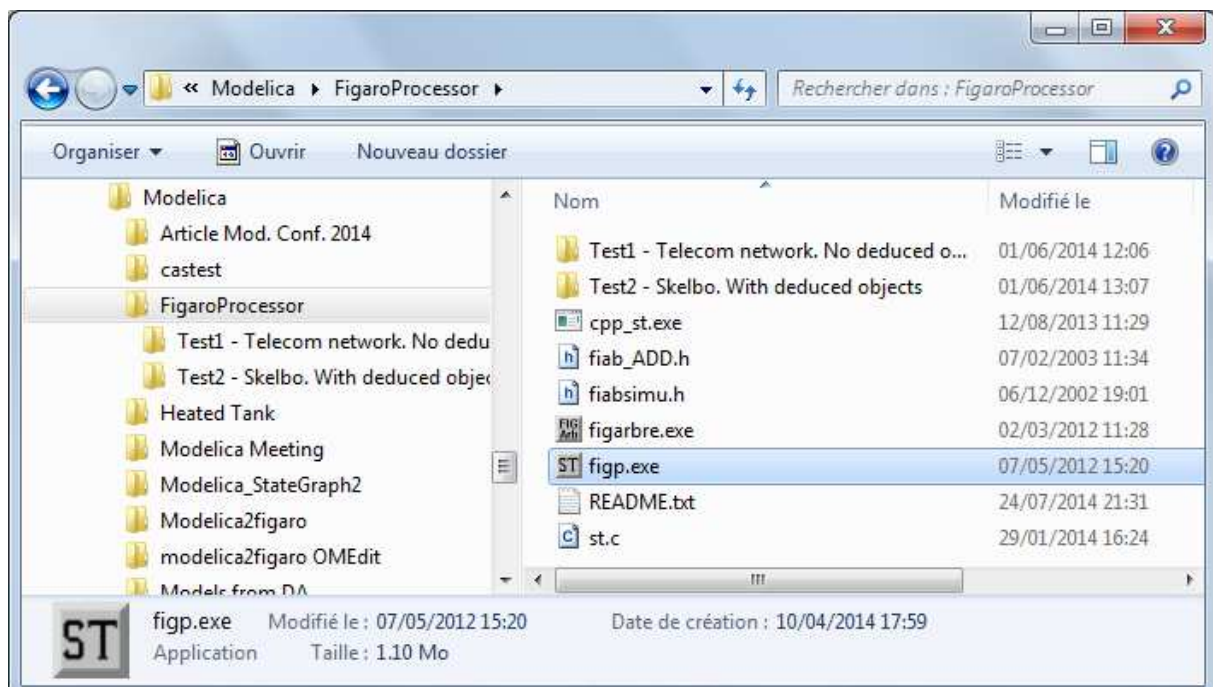 « Modelica ▸ FigaroProcessor ▸ Rechercher dans : FigaroProcessor
Organiser ▾ Ouvrir Nouveau dossier
Modelica
Article Mod. Conf. 2014
castest
FigaroProcessor
Test1 - Telecom network. No dedu
Test2 - Skelbo. With deduced objec
Heated Tank
Modelica Meeting
Modelica_StateGraph2
Modelica2figaro
modelica2figaro OMEdit
Models from DA
Nom Modifié le
Test1 - Telecom network. No deduced o... 01/06/2014 12:06
Test2 - Skelbo. With deduced objects 01/06/2014 13:07
cpp_st.exe 12/08/2013 11:29
fiab_ADD.h 07/02/2003 11:34
fiabsimu.h 06/12/2002 19:01
figarbre.exe 02/03/2012 11:28
ST figp.exe 07/05/2012 15:20
README.txt 24/07/2014 21:31
st.c 29/01/2014 16:24
ST
figp.exe Modifié le : 07/05/2012 15:20 Date de création : 10/04/2014 17:59
Application Taille : 1.10 Mo